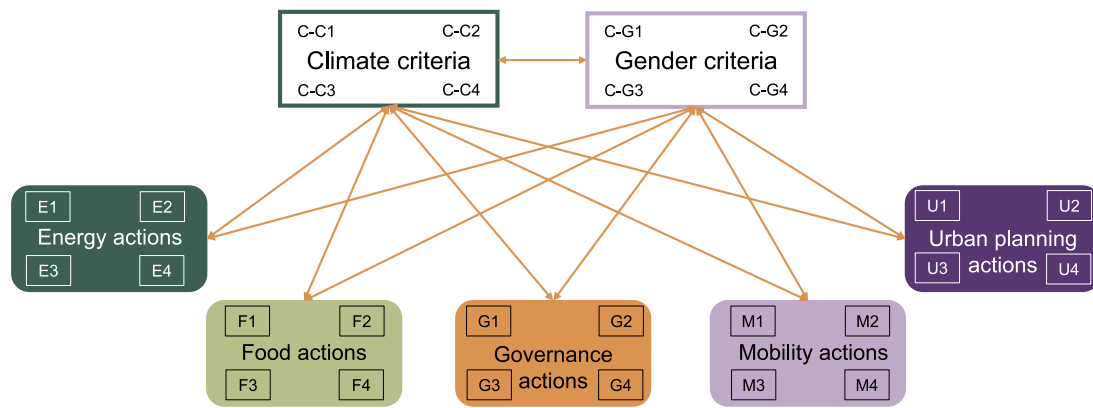 C-C1 C-C2
Climate criteria
C-C3 C-C4
C-G1 C-G2
Gender criteria
C-G3 C-G4
E1 E2
Energy actions
E3 E4
U1 U2
Urban planning
actions
U3 U4
F1 F2
Food actions
F3 F4
G1 G2
Governance
actions
G3 G4
M1 M2
Mobility actions
M3 M4